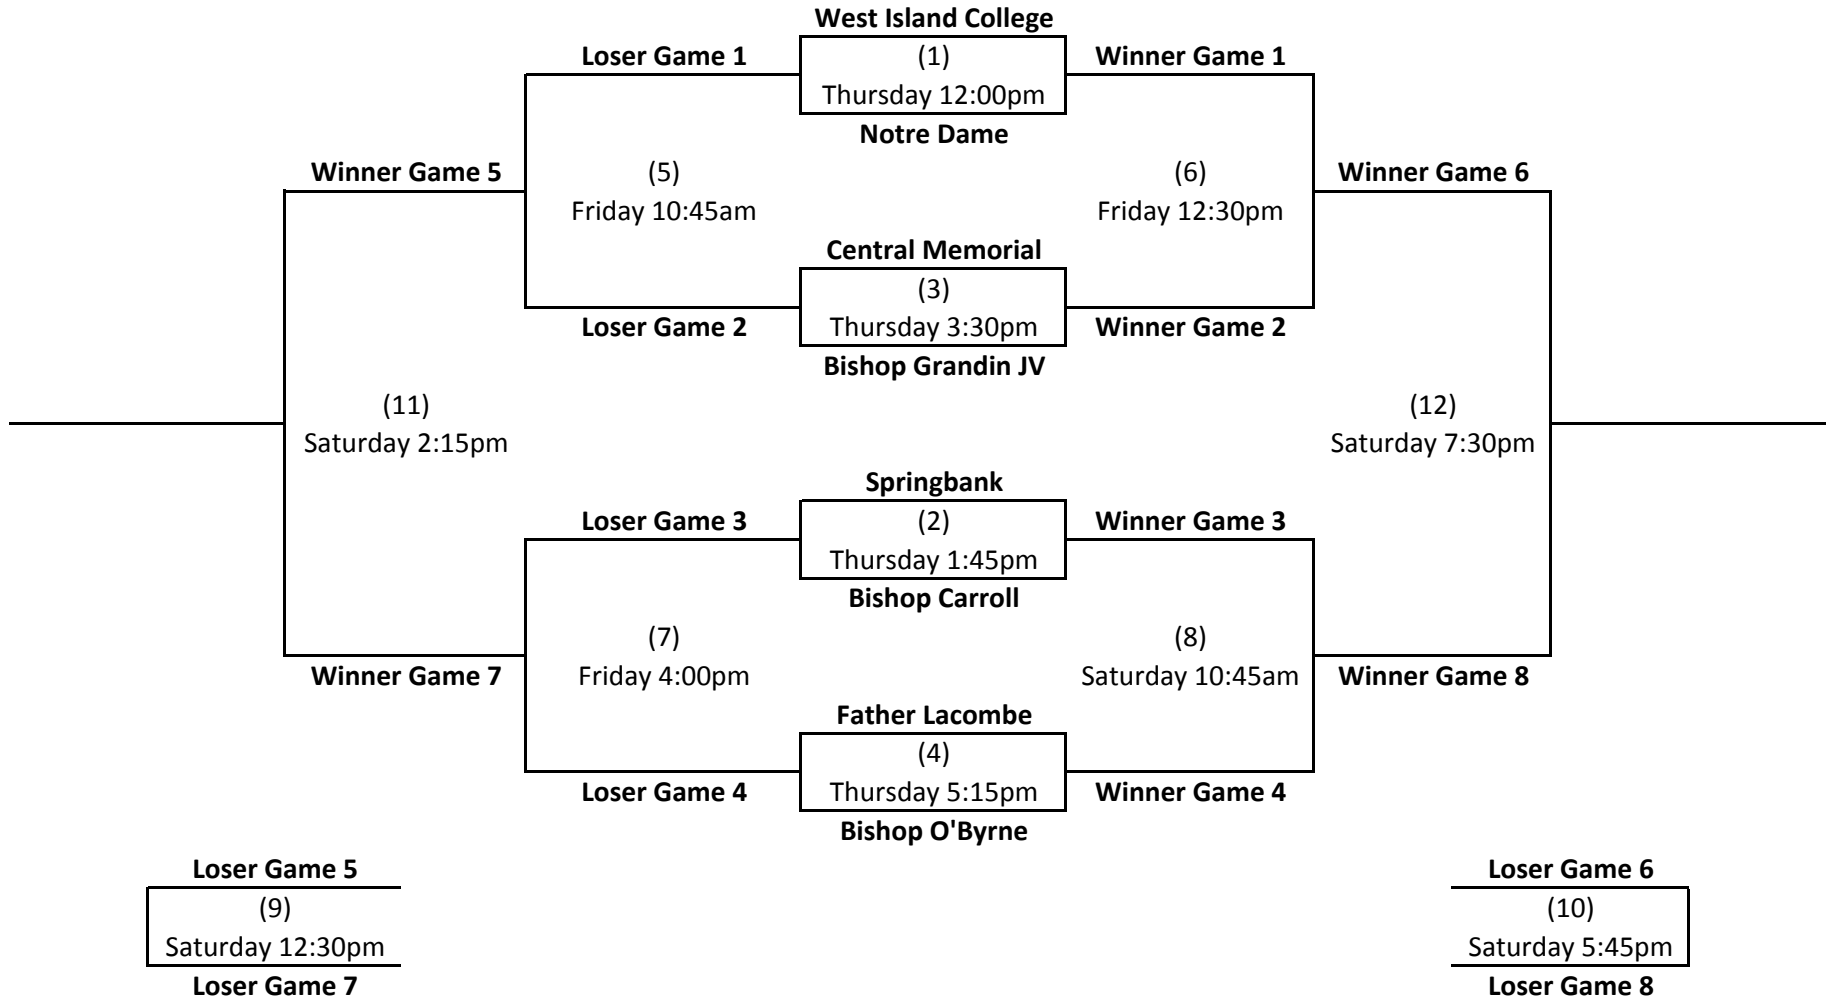 West Island College
Loser Game 1
(1)
Winner Game 1
Thursday 12:00pm
Notre Dame
Winner Game 5
(5)
(6)
Winner Game 6
Friday 10:45am
Friday 12:30pm
Central Memorial
(3)
Loser Game 2
Thursday 3:30pm
Winner Game 2
Bishop Grandin JV
(11)
(12)
Saturday 2:15pm
Saturday 7:30pm
Springbank
Loser Game 3
(2)
Winner Game 3
Thursday 1:45pm
Bishop Carroll
(7)
(8)
Winner Game 7
Friday 4:00pm
Saturday 10:45am
Winner Game 8
Father Lacombe
(4)
Loser Game 4
Thursday 5:15pm
Winner Game 4
Bishop O'Byrne
Loser Game 5
Loser Game 6
(9)
(10)
Saturday 12:30pm
Saturday 5:45pm
Loser Game 7
Loser Game 8